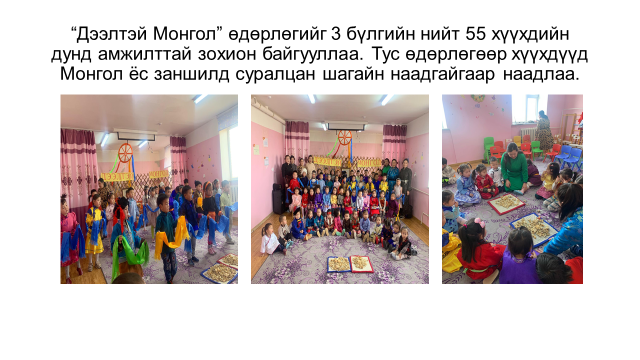 “Дээлтэй Монгол” өдөрлөгийг 3 бүлгийн нийт 55 хүүхдийн
дунд амжилттай зохион байгууллаа. Тус өдөрлөгөөр хүүхдүүд
Монгол ёс заншилд суралцан шагайн наадгайгаар наадлаа.